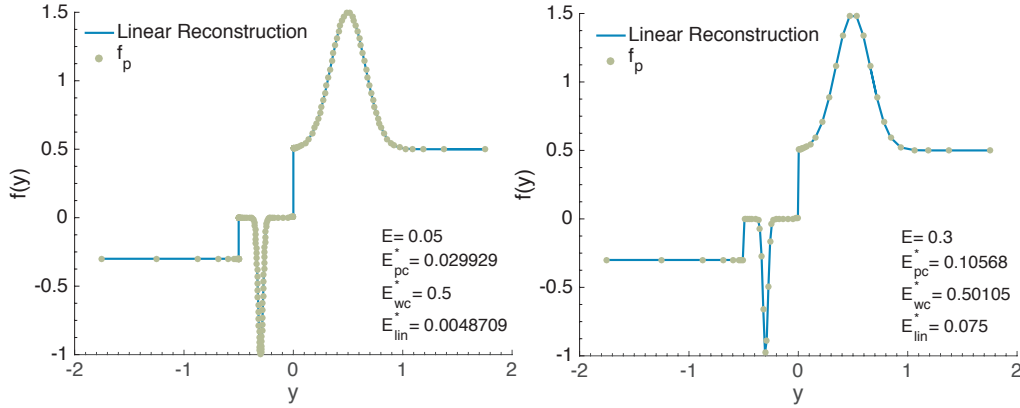 1.5
1
0.5
0
-0.5
-1
f(y)
Linear Reconstruction
f_p
E= 0.05
E*_pc = 0.029929
E*_wc = 0.5
E*_lin = 0.0048709
-2
-1
0
1
2
y
1.5
1
0.5
0
-0.5
-1
f(y)
Linear Reconstruction
f_p
E= 0.3
E*_pc = 0.10568
E*_wc = 0.50105
E*_lin = 0.075
-2
-1
0
1
2
y